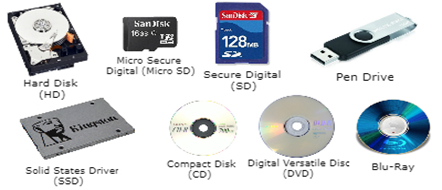 SanDisk
16GB
Micro Secure
Digital (Micro SD)
SanDisk
128MB
SD
Secure Digital
(SD)
Pen Drive
Hard Disk
(HD)
Kingston
Solid States Driver
(SSD)
Compact Disk
(CD)
Digital Versatile Disc
(DVD)
Blu-Ray